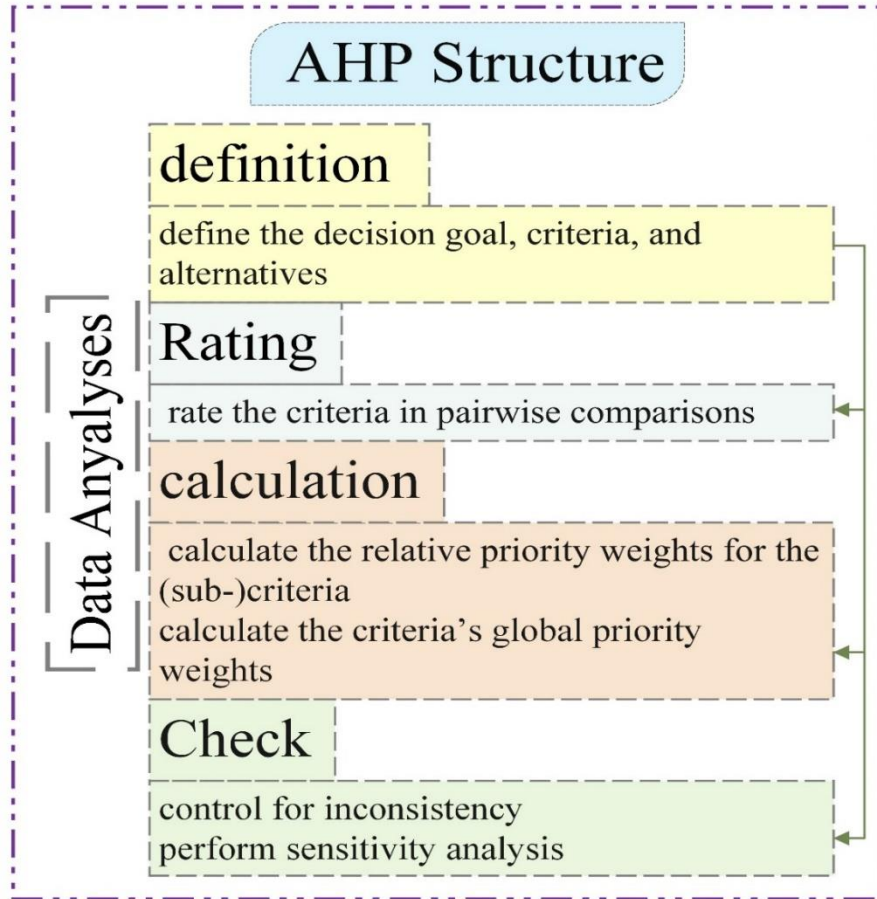 AHP Structure
definition
define the decision goal, criteria, and
alternatives
Data Anyalyses
Rating
rate the criteria in pairwise comparisons
calculation
calculate the relative priority weights for the
(sub-)criteria
calculate the criteria’s global priority
weights
Check
control for inconsistency
perform sensitivity analysis